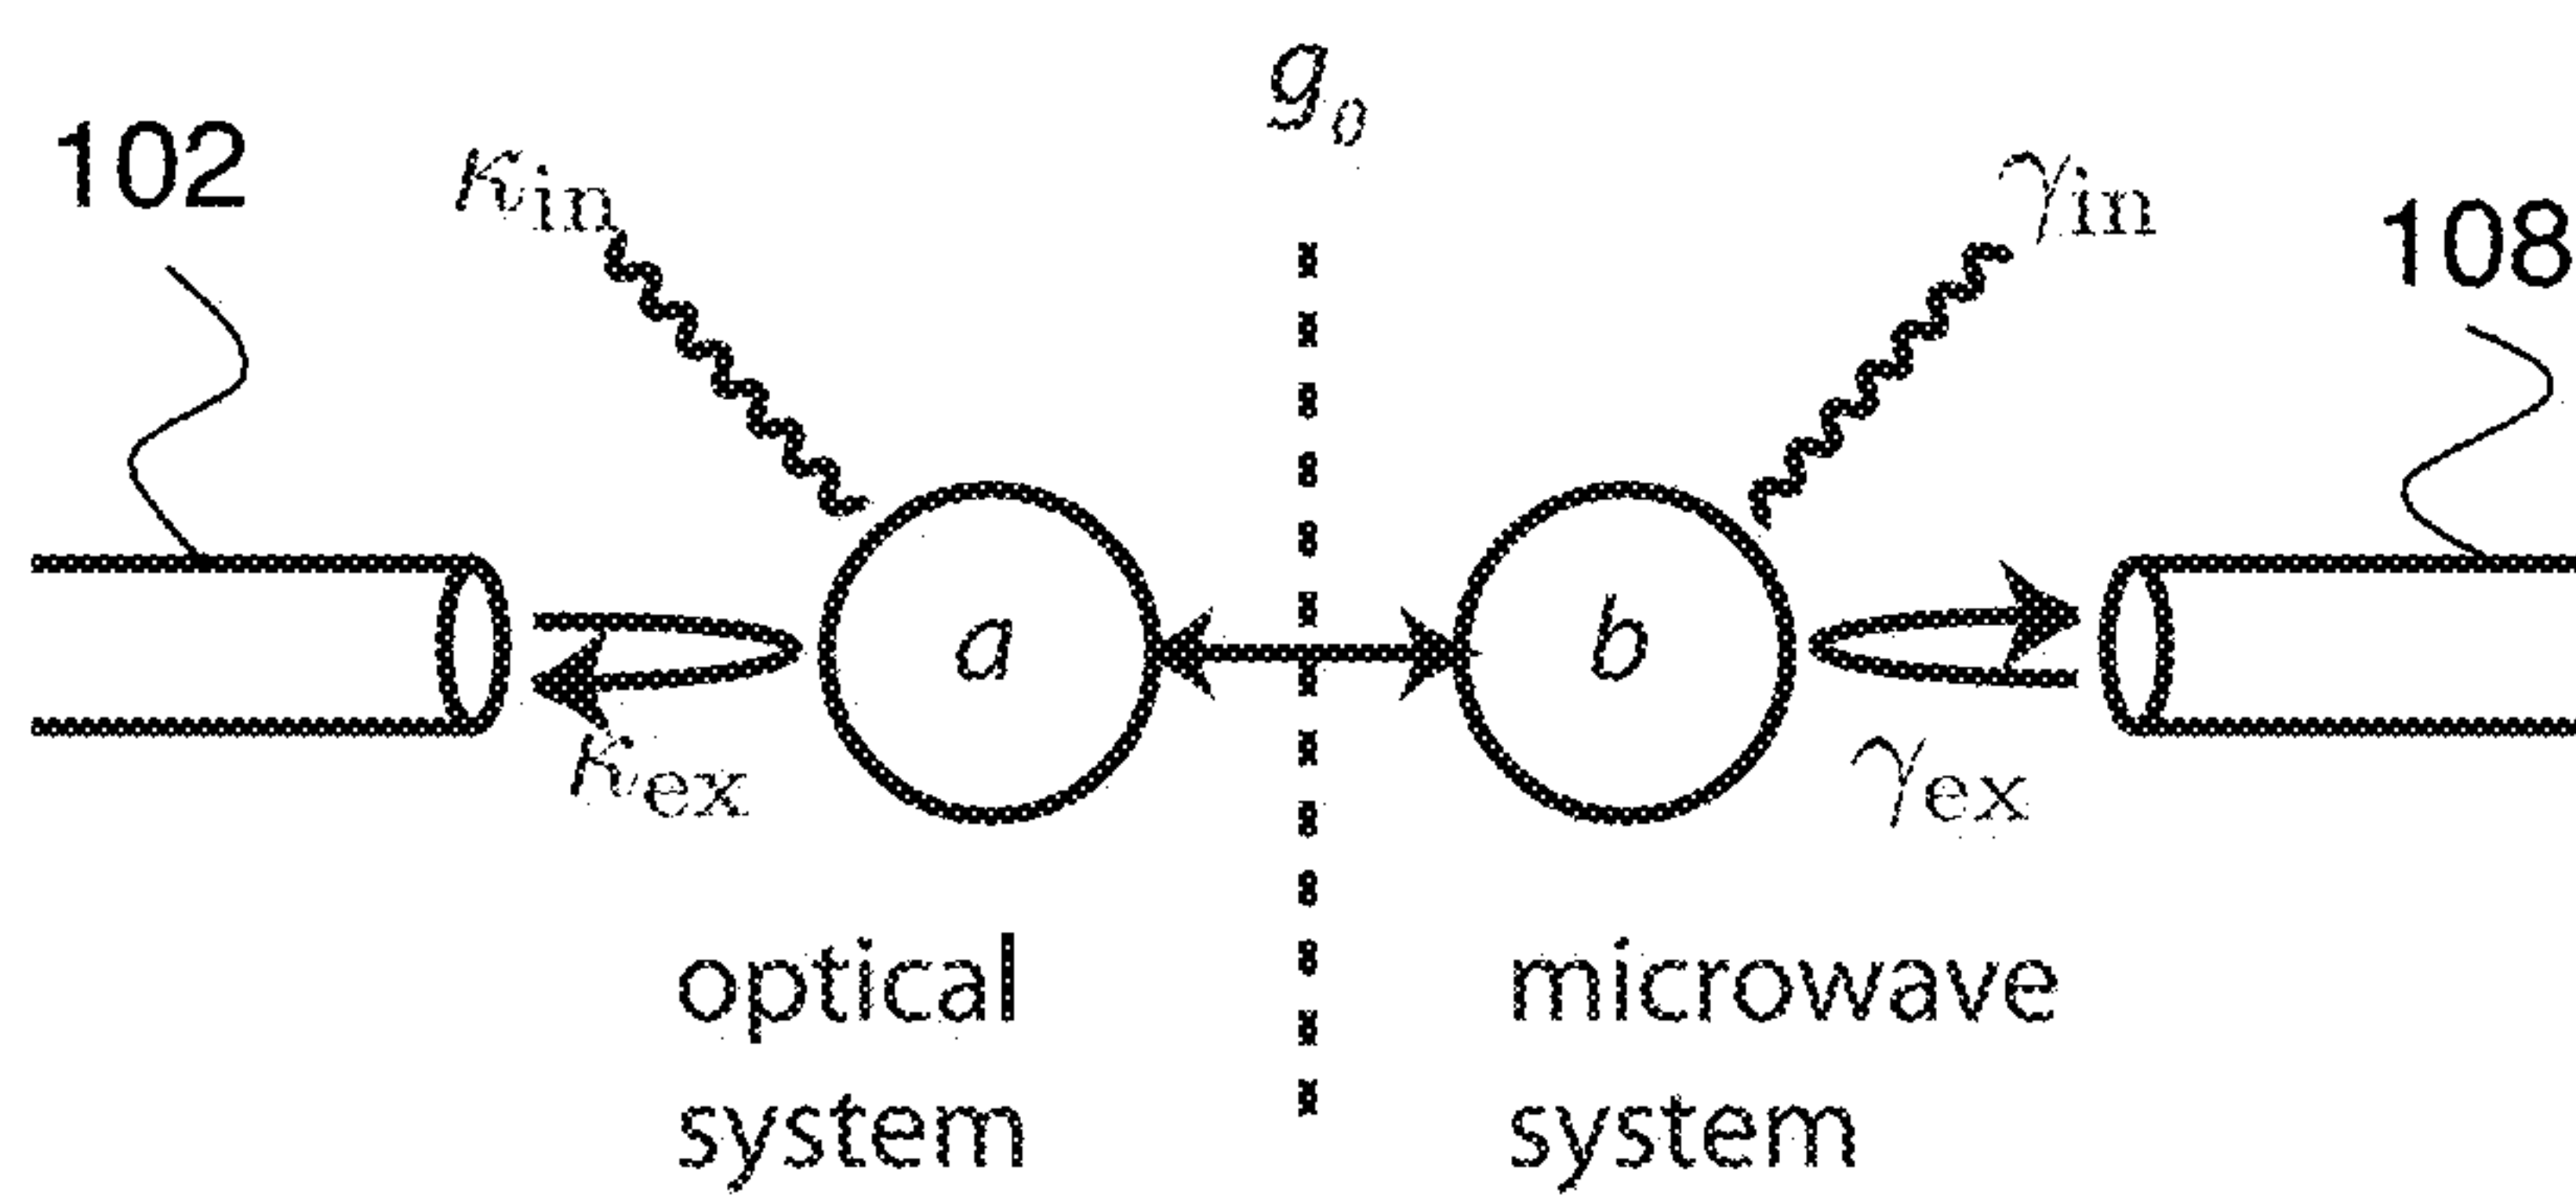 g₀
102
κin
γin
108
a
b
κex
γex
optical
system
microwave
system